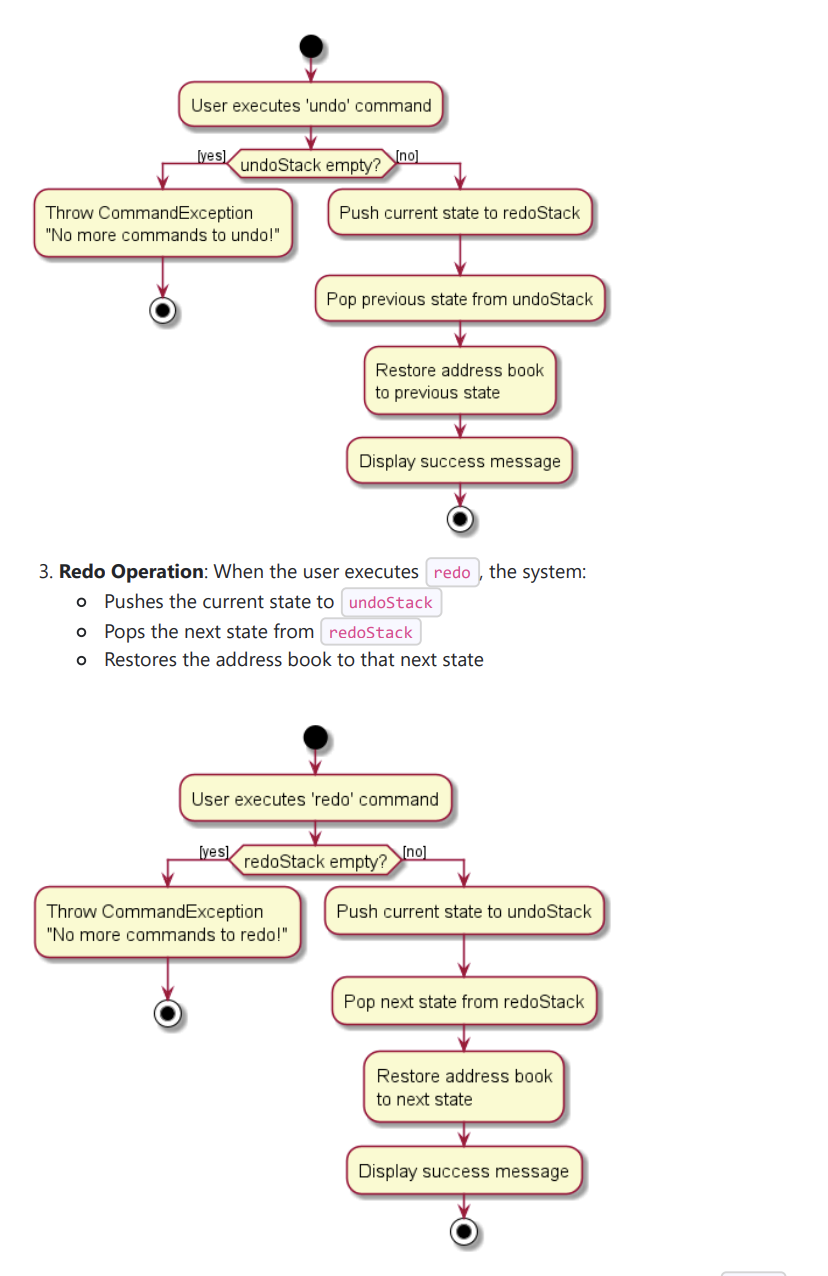 User executes 'undo' command
[yes]
undoStack empty?
[no]
Throw CommandException
"No more commands to undo!"
Push current state to redoStack
Pop previous state from undoStack
Restore address book
to previous state
Display success message
3. Redo Operation: When the user executes redo, the system:
Pushes the current state to undoStack
Pops the next state from redoStack
Restores the address book to that next state
User executes 'redo' command
[yes]
redoStack empty?
[no]
Throw CommandException
"No more commands to redo!"
Push current state to undoStack
Pop next state from redoStack
Restore address book
to next state
Display success message